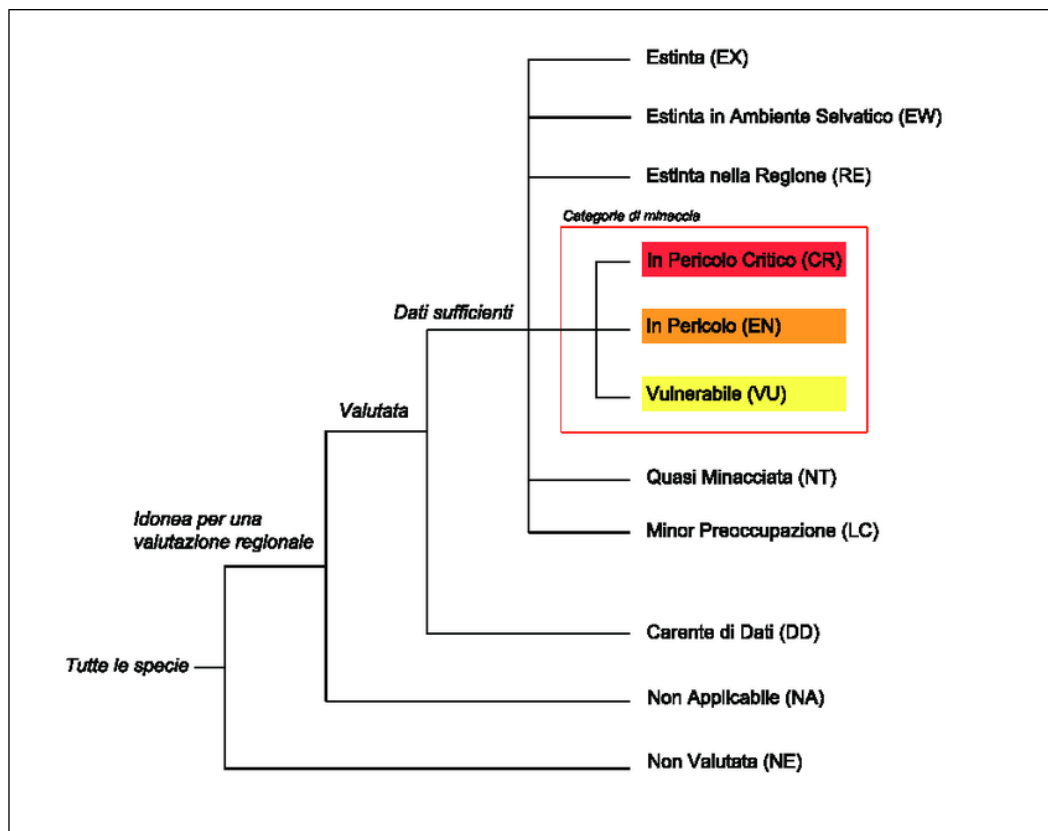 Estinta (EX)
Estinta in Ambiente Selvatico (EW)
Estinta nella Regione (RE)
Categorie di minaccia
In Pericolo Critico (CR)
Dati sufficienti
In Pericolo (EN)
Vulnerabile (VU)
Valutata
Quasi Minacciata (NT)
Idonea per una
valutazione regionale
Minor Preoccupazione (LC)
Carente di Dati (DD)
Tutte le specie
Non Applicabile (NA)
Non Valutata (NE)